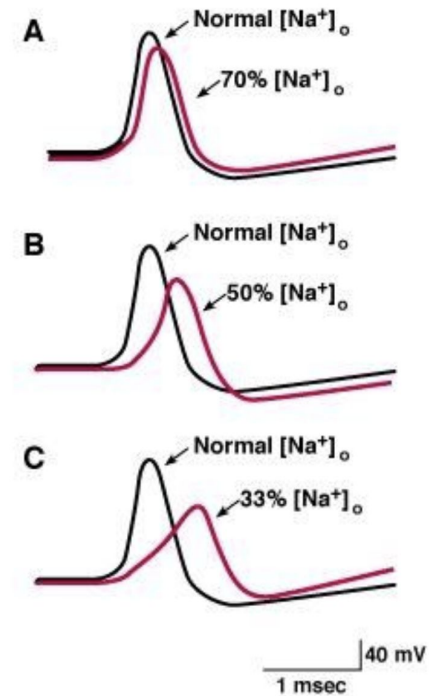 A
Normal [Na⁺]ₒ
70% [Na⁺]ₒ
B
Normal [Na⁺]ₒ
50% [Na⁺]ₒ
C
Normal [Na⁺]ₒ
33% [Na⁺]ₒ
40 mV
1 msec